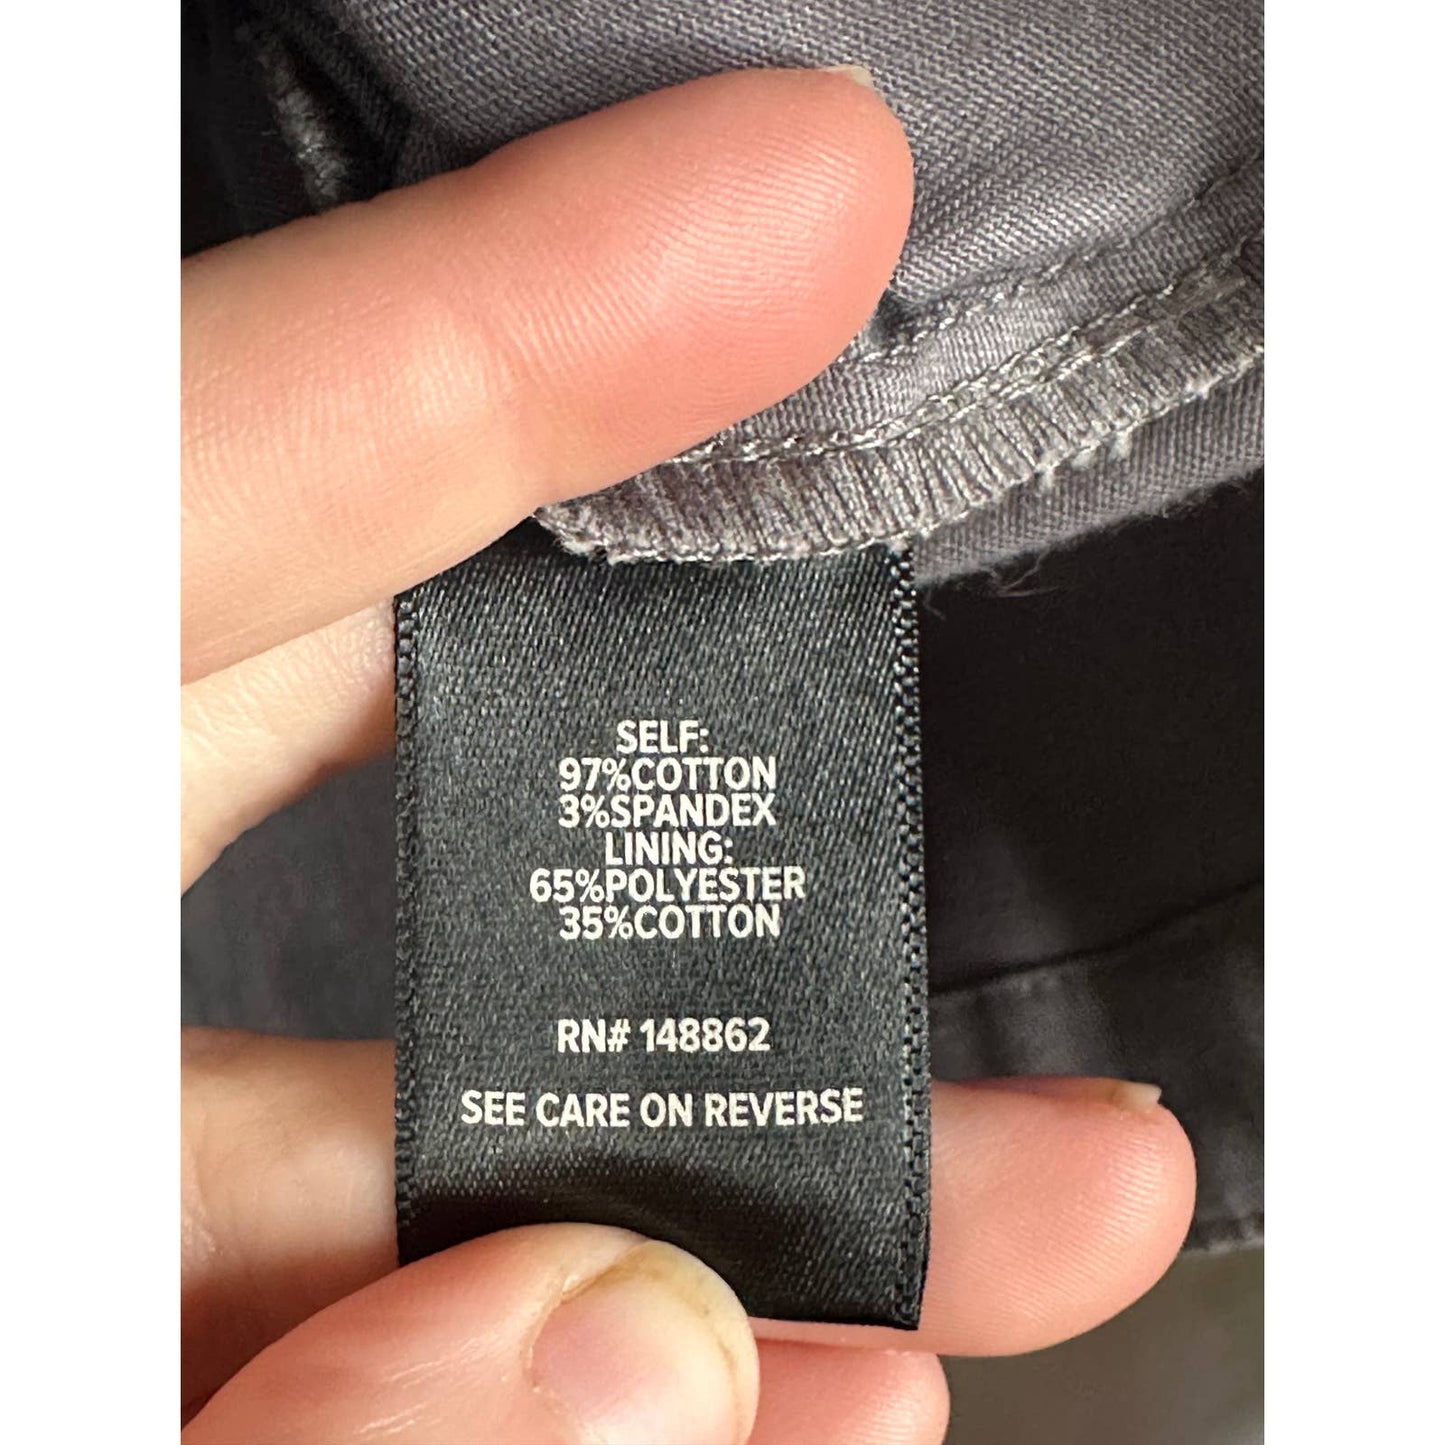 SELF:
97%COTTON
3%SPANDEX
LINING:
65%POLYESTER
35%COTTON
RN# 148862
SEE CARE ON REVERSE